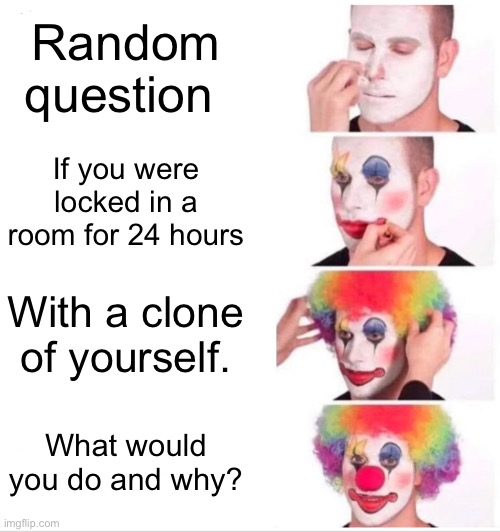 Random
question
If you were
locked in a
room for 24 hours
With a clone
of yourself.
What would
you do and why?
imgflip.com